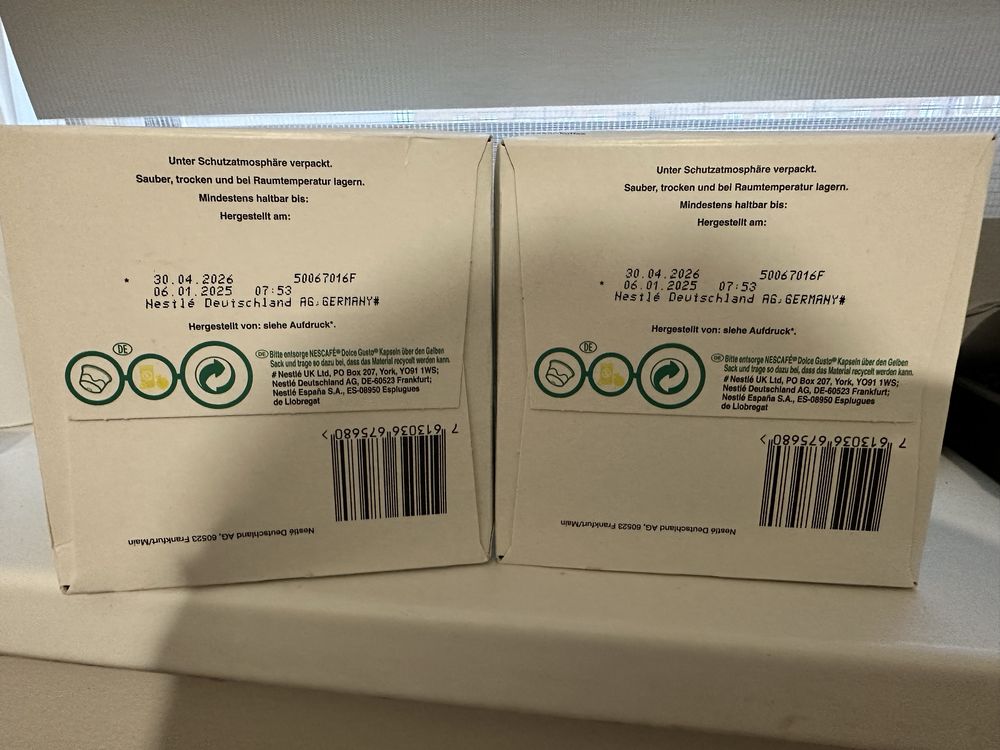 Unter Schutzatmosphäre verpackt.
Sauber, trocken und bei Raumtemperatur lagern.
Mindestens haltbar bis:
Hergestellt am:
* 30.04.2026 50067016F
06.01.2025 07:53
Nestlé Deutschland AG,GERMANY#
Hergestellt von: siehe Aufdruck*.
DE
DE Bitte entsorge NESCAFÉ® Dolce Gusto® Kapseln über den Gelben
Sack und trage so dazu bei, dass das Material recycelt werden kann.
# Nestlé UK Ltd, PO Box 207, York, YO91 1WS;
Nestlé Deutschland AG, DE-60523 Frankfurt;
Nestlé España S.A., ES-08950 Esplugues
de Llobregat
7 613036 675680 >
Nestlé Deutschland AG, 60523 Frankfurt/Main
Unter Schutzatmosphäre verpackt.
Sauber, trocken und bei Raumtemperatur lagern.
Mindestens haltbar bis:
Hergestellt am:
30.04.2026 50067016F
* 06.01.2025 07:53
Nestlé Deutschland AG,GERMANY#
Hergestellt von: siehe Aufdruck*.
DE
DE Bitte entsorge NESCAFÉ® Dolce Gusto® Kapseln über den Gelben
Sack und trage so dazu bei, dass das Material recycelt werden kann.
# Nestlé UK Ltd, PO Box 207, York, YO91 1WS;
Nestlé Deutschland AG, DE-60523 Frankfurt;
Nestlé España S.A., ES-08950 Esplugues
de Llobregat
7 613036 675680 >
Nestlé Deutschland AG, 60523 Frankfurt/Main